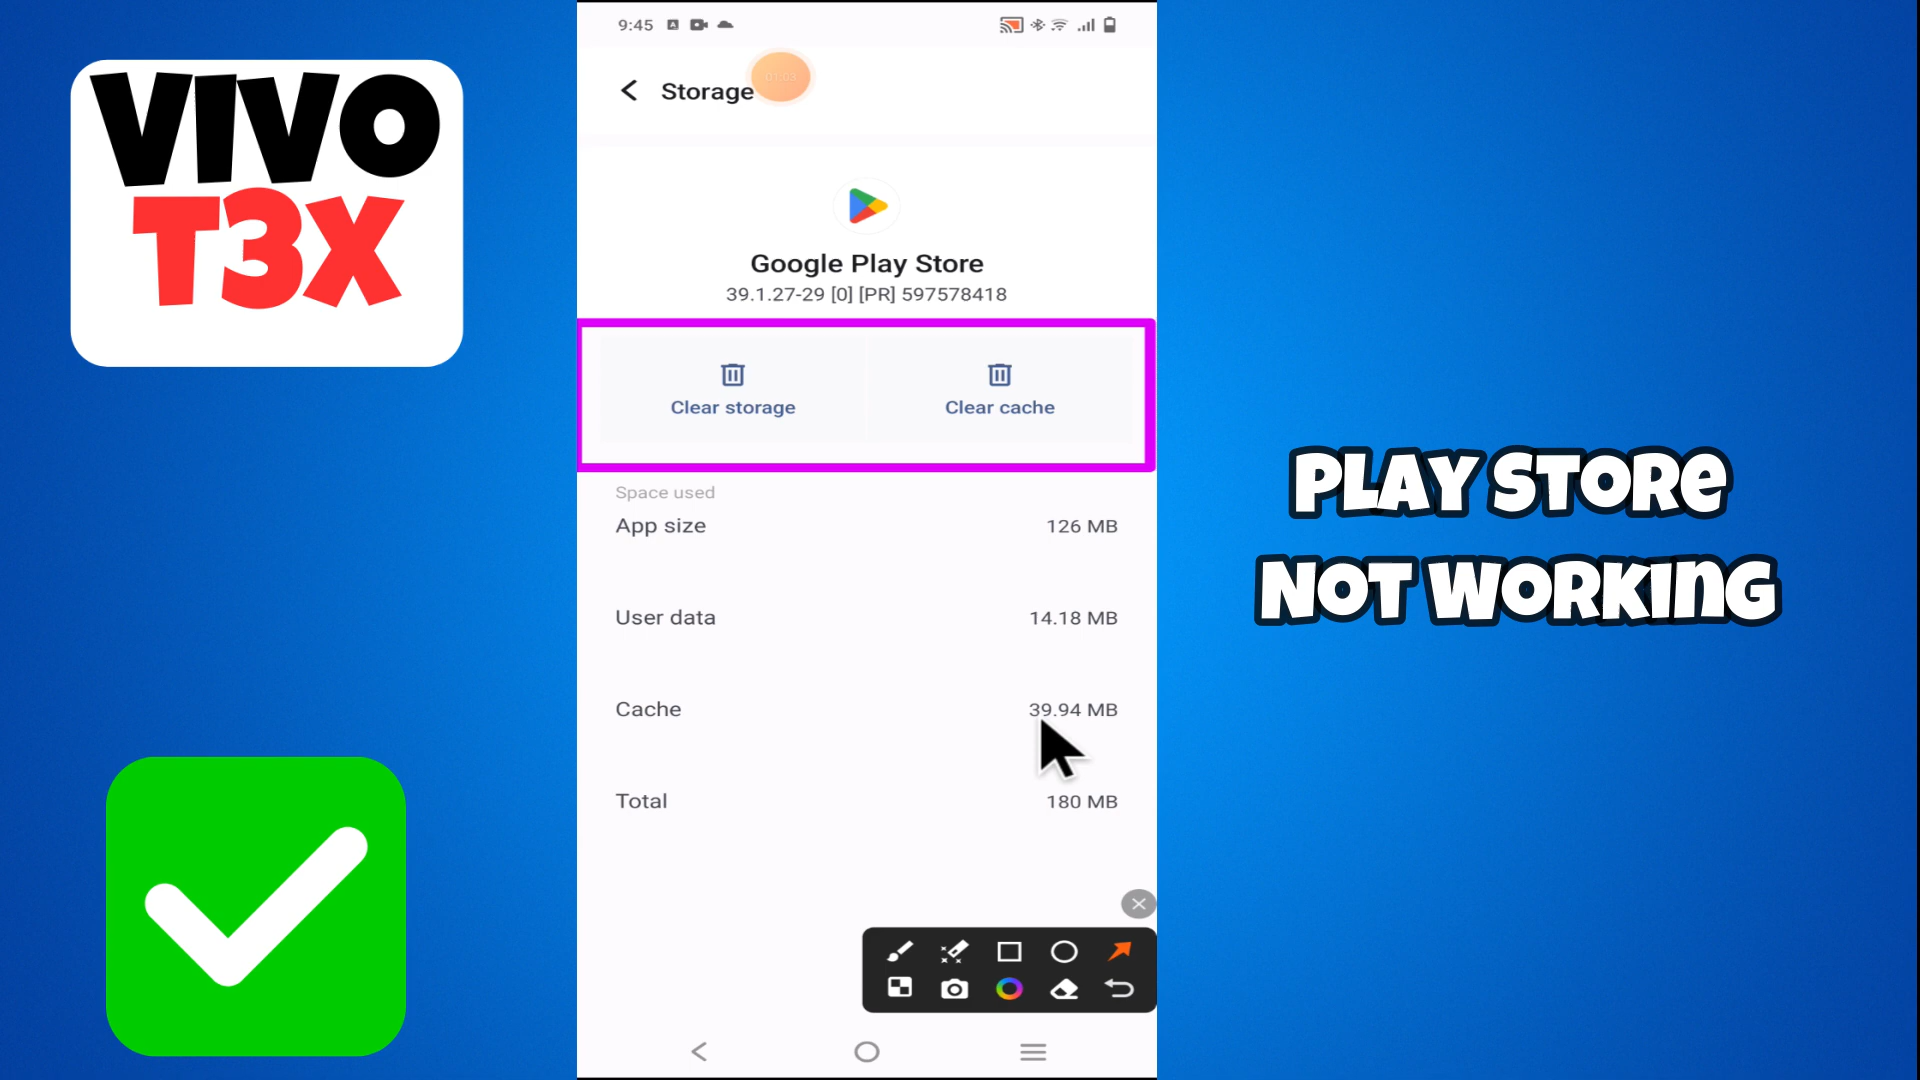 VIVO
T3X
9:45
Storage
01:03
Google Play Store
39.1.27-29 [0] [PR] 597578418
Clear storage
Clear cache
Space used
App size
126 MB
User data
14.18 MB
Cache
39.94 MB
Total
180 MB
PLAY STORe
NOT WORKING